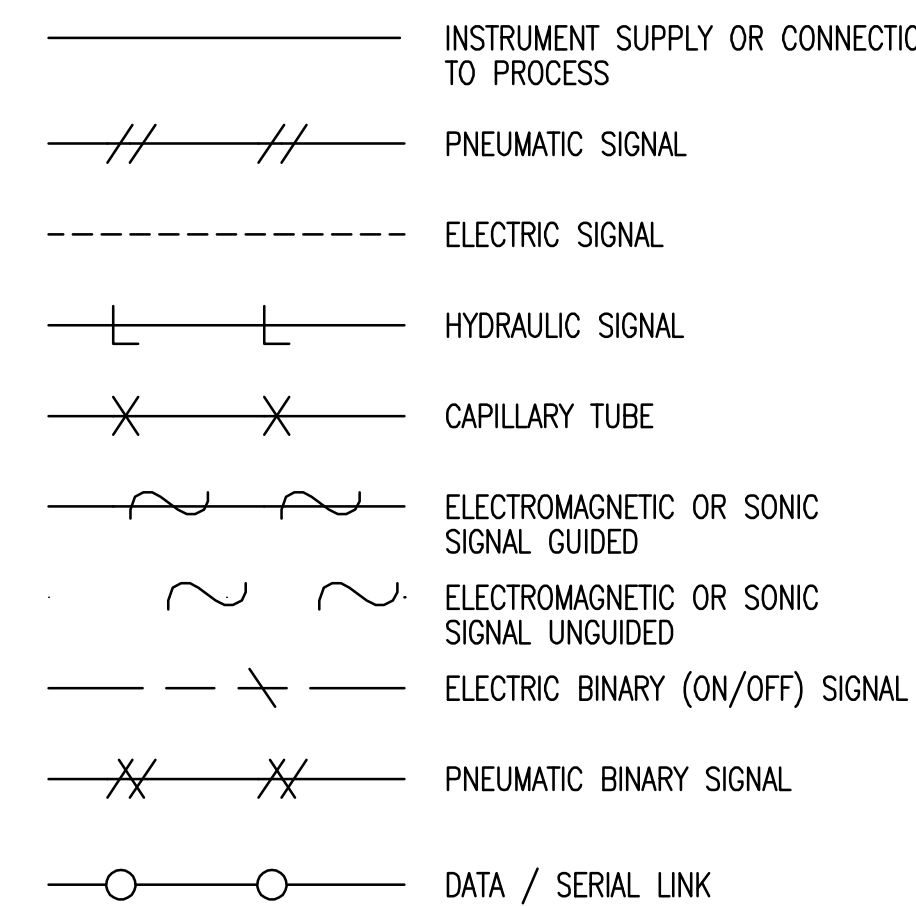 INSTRUMENT SUPPLY OR CONNECTIO
TO PROCESS
PNEUMATIC SIGNAL
ELECTRIC SIGNAL
HYDRAULIC SIGNAL
CAPILLARY TUBE
ELECTROMAGNETIC OR SONIC
SIGNAL GUIDED
ELECTROMAGNETIC OR SONIC
SIGNAL UNGUIDED
ELECTRIC BINARY (ON/OFF) SIGNAL
PNEUMATIC BINARY SIGNAL
DATA / SERIAL LINK